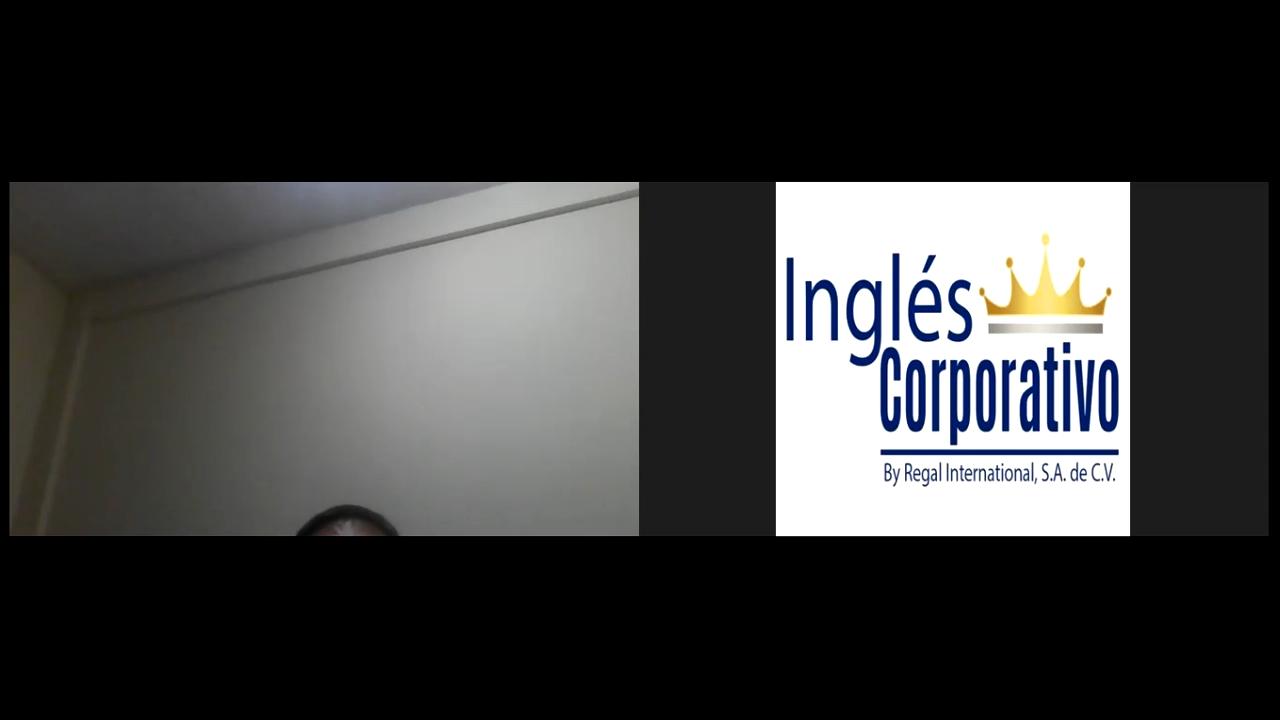 Inglés
Corporativo
By Regal International, S.A. de C.V.